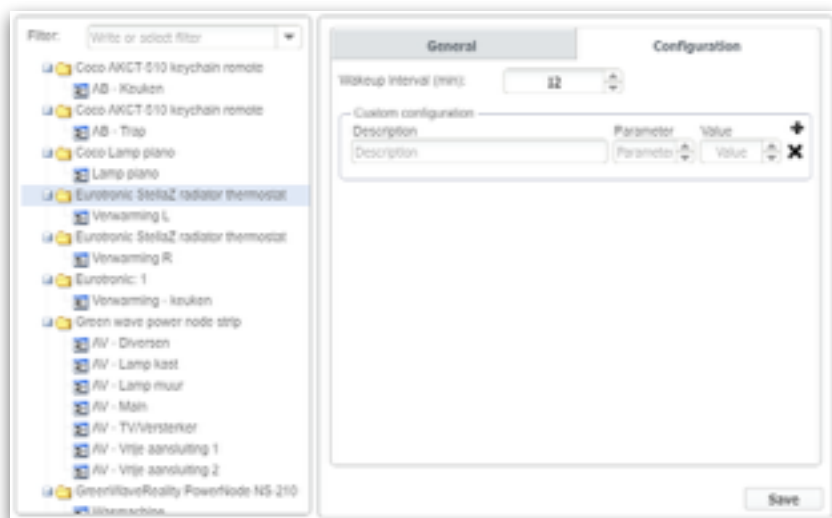 Filter: Write or select filter
Coco AKCT-510 keychain remote
AB - Keuken
Coco AKCT-510 keychain remote
AB - Trap
Coco Lamp piano
Lamp piano
Eurotronic StellaZ radiator thermostat
Verwarming L
Eurotronic StellaZ radiator thermostat
Verwarming R
Eurotronic: 1
Verwarming - keuken
Green wave power node strip
AV - Diversen
AV - Lamp kast
AV - Lamp muur
AV - Main
AV - TV/Versterker
AV - Vrije aansluiting 1
AV - Vrije aansluiting 2
GreenWaveReality PowerNode NS-210
Wasmachine
General
Configuration
Wakeup interval (min): 12
Custom configuration
Description Parameter Value
Description Parameter Value
Save